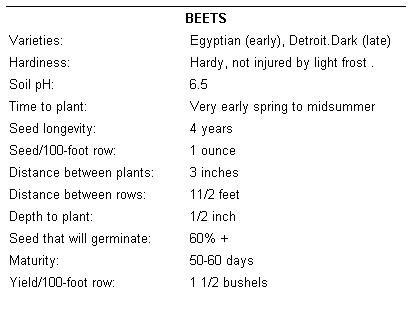 BEETS
Varieties: Egyptian (early), Detroit.Dark (late)
Hardiness: Hardy, not injured by light frost .
Soil pH: 6.5
Time to plant: Very early spring to midsummer
Seed longevity: 4 years
Seed/100-foot row: 1 ounce
Distance between plants: 3 inches
Distance between rows: 11/2 feet
Depth to plant: 1/2 inch
Seed that will germinate: 60% +
Maturity: 50-60 days
Yield/100-foot row: 1 1/2 bushels